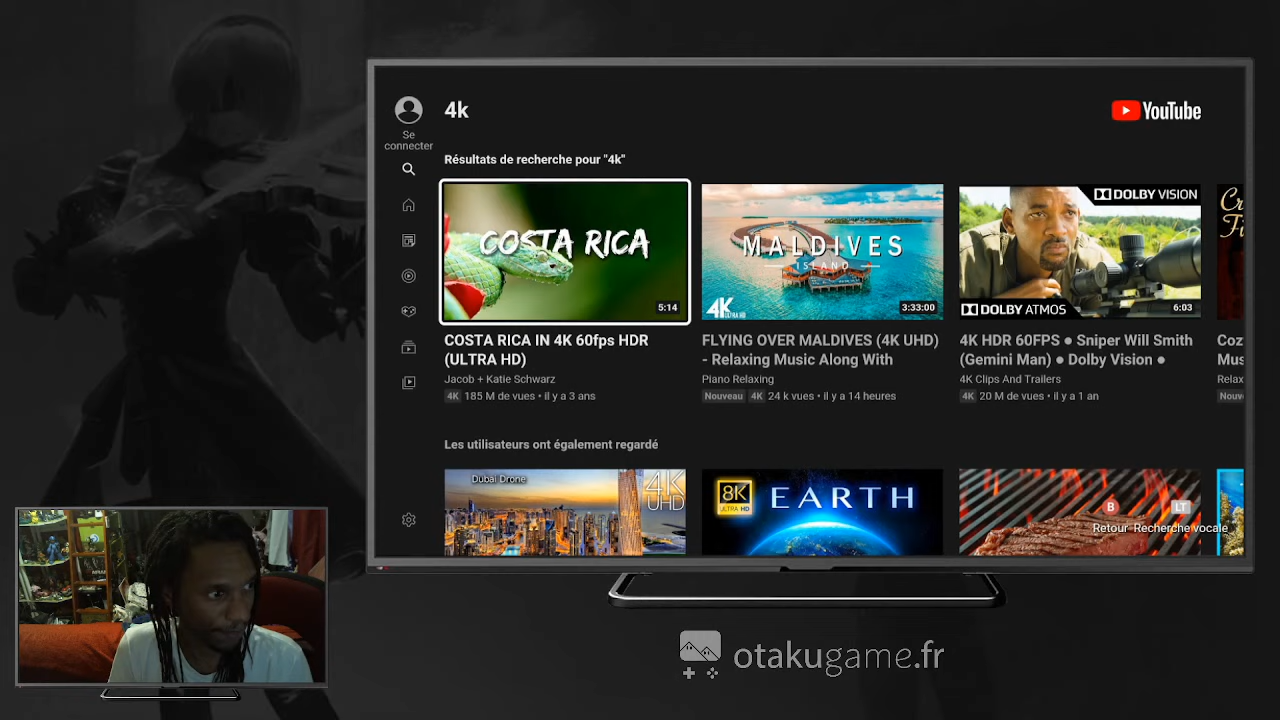 4k
YouTube
Se
connecter
Résultats de recherche pour "4k"
COSTA RICA
5:14
MALDIVES
ISLAND
4K
ULTRA HD
3:33:00
DOLBY VISION
DOLBY ATMOS
6:03
COSTA RICA IN 4K 60fps HDR
(ULTRA HD)
Jacob + Katie Schwarz
4K 185 M de vues • il y a 3 ans
FLYING OVER MALDIVES (4K UHD)
- Relaxing Music Along With
Piano Relaxing
Nouveau 4K 24 k vues • il y a 14 heures
4K HDR 60FPS ● Sniper Will Smith
(Gemini Man) ● Dolby Vision ●
4K Clips And Trailers
4K 20 M de vues • il y a 1 an
Les utilisateurs ont également regardé
Dubai Drone
4K
UHD
8K
ULTRA HD
EARTH
B
LT
Retour Recherche vocale
otakugame.fr